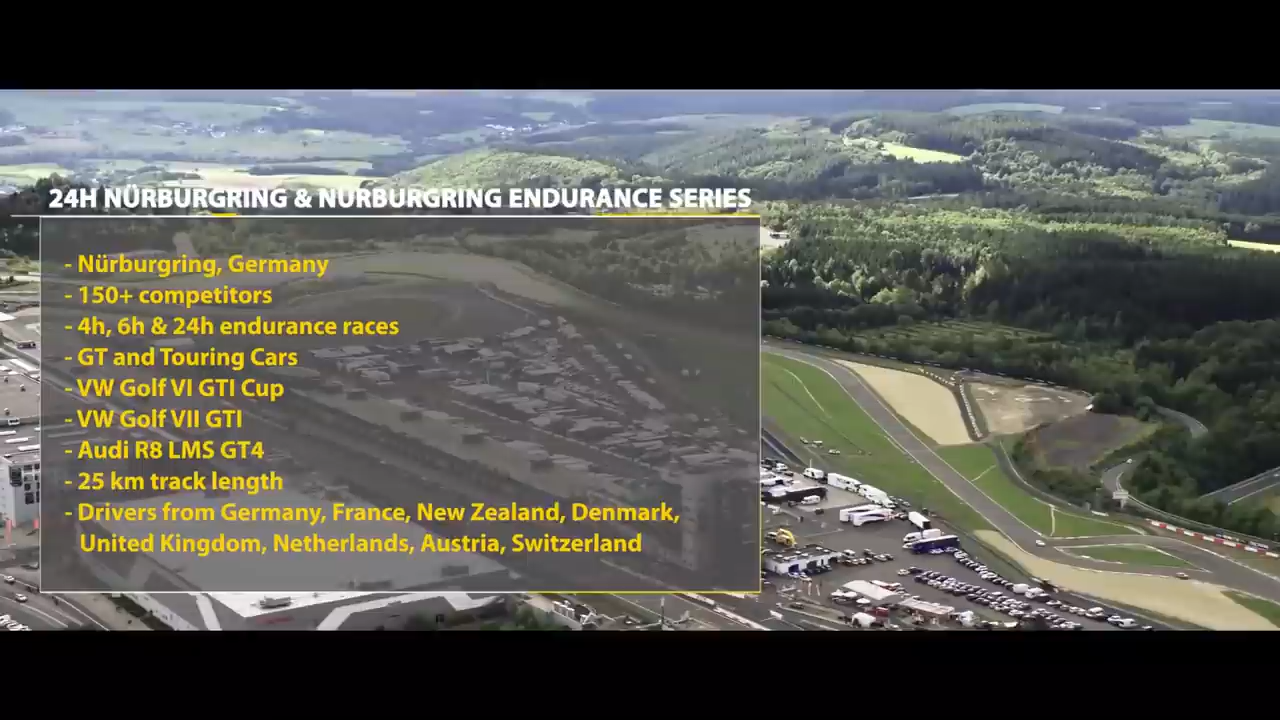 24H NÜRBURGRING & NURBURGRING ENDURANCE SERIES
- Nürburgring, Germany
- 150+ competitors
- 4h, 6h & 24h endurance races
- GT and Touring Cars
- VW Golf VI GTI Cup
- VW Golf VII GTI
- Audi R8 LMS GT4
- 25 km track length
- Drivers from Germany, France, New Zealand, Denmark,
United Kingdom, Netherlands, Austria, Switzerland